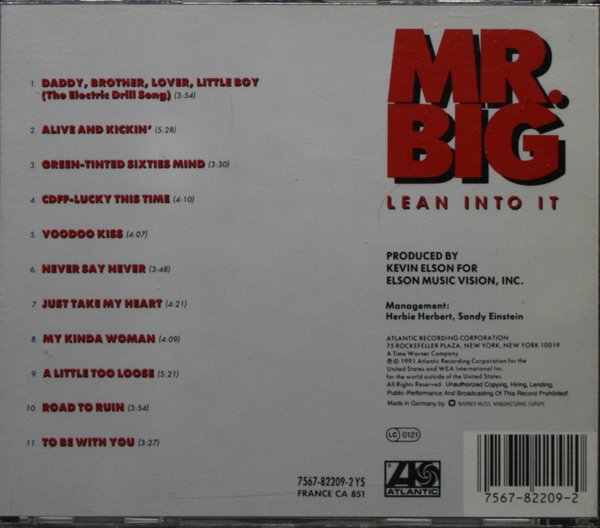 1 DADDY, BROTHER, LOVER, LITTLE BOY
(The Electric Drill Song) (3:54)
2 ALIVE AND KICKIN' (5:28)
3 GREEN-TINTED SIXTIES MIND (3:30)
4 CDFF-LUCKY THIS TIME (4:10)
5 VOODOO KISS (4:07)
6 NEVER SAY NEVER (3:48)
7 JUST TAKE MY HEART (4:21)
8 MY KINDA WOMAN (4:09)
9 A LITTLE TOO LOOSE (5:21)
10 ROAD TO RUIN (3:54)
11 TO BE WITH YOU (3:27)
MR.
BIG
LEAN INTO IT
PRODUCED BY
KEVIN ELSON FOR
ELSON MUSIC VISION, INC.
Management:
Herbie Herbert, Sandy Einstein
ATLANTIC RECORDING CORPORATION
75 ROCKEFELLER PLAZA, NEW YORK, NEW YORK 10019
A Time Warner Company
℗ © 1991 Atlantic Recording Corporation for the
United States and WEA International Inc.
for the world outside of the United States.
All Rights Reserved Unauthorized Copying, Hiring, Lending,
Public-Performance And Broadcasting Of This Record Prohibited!
Made in Germany by WARNER MUSIC MANUFACTURING EUROPE
LC 0121
7567-82209-2 YS
FRANCE CA 851
ATLANTIC
7567-82209-2